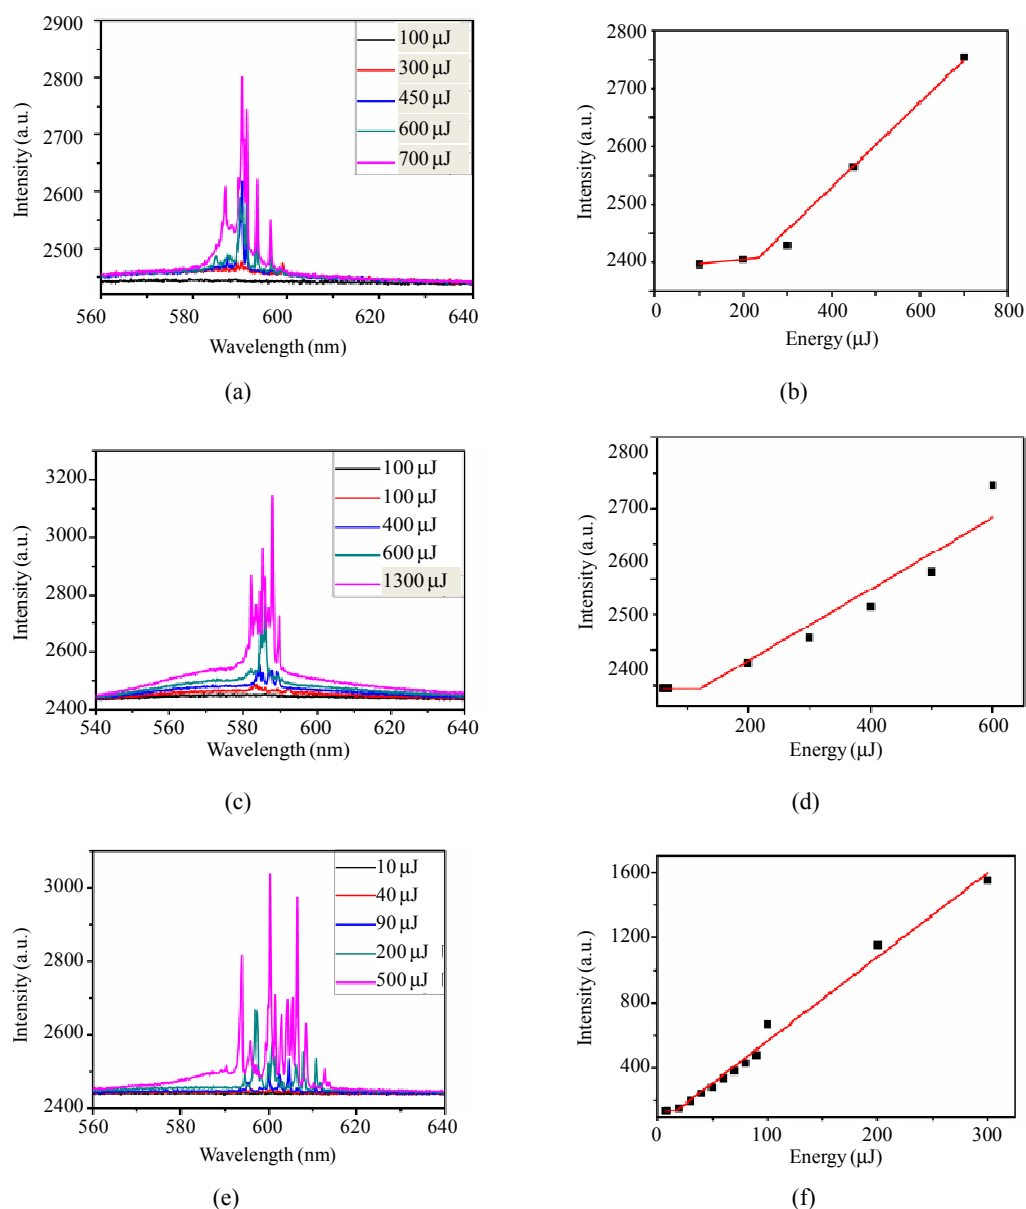 2900
2800
2700
2600
2500
Intensity (a.u.)
100 μJ
300 μJ
450 μJ
600 μJ
700 μJ
560 580 600 620 640
Wavelength (nm)
(a)
2800
2700
2600
2500
2400
Intensity (a.u.)
0 200 400 600 800
Energy (μJ)
(b)
3200
3000
2800
2600
2400
Intensity (a.u.)
100 μJ
100 μJ
400 μJ
600 μJ
1300 μJ
540 560 580 600 620 640
Wavelength (nm)
(c)
2800
2700
2600
2500
2400
Intensity (a.u.)
200 400 600
Energy (μJ)
(d)
3000
2800
2600
2400
Intensity (a.u.)
10 μJ
40 μJ
90 μJ
200 μJ
500 μJ
560 580 600 620 640
Wavelength (nm)
(e)
1600
1200
800
400
Intensity (a.u.)
0 100 200 300
Energy (μJ)
(f)